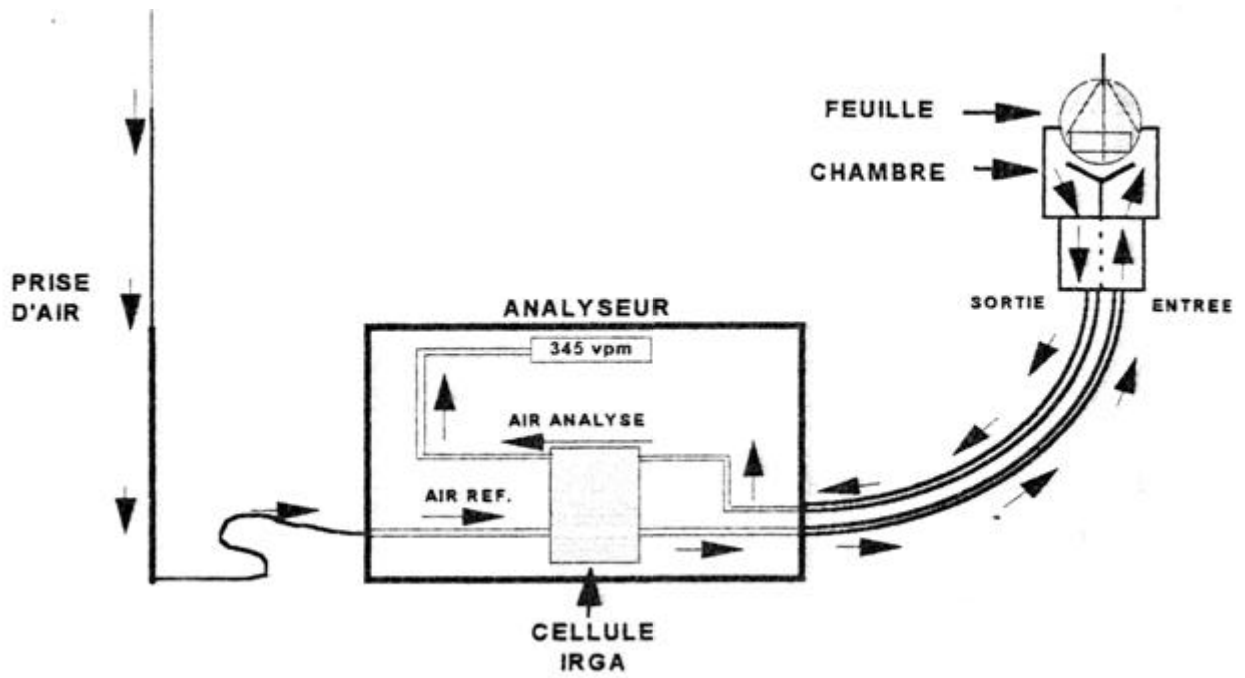 FEUILLE
CHAMBRE
PRISE
D'AIR
SORTIE
ENTREE
ANALYSEUR
345 vpm
AIR ANALYSE
AIR REF.
CELLULE
IRGA